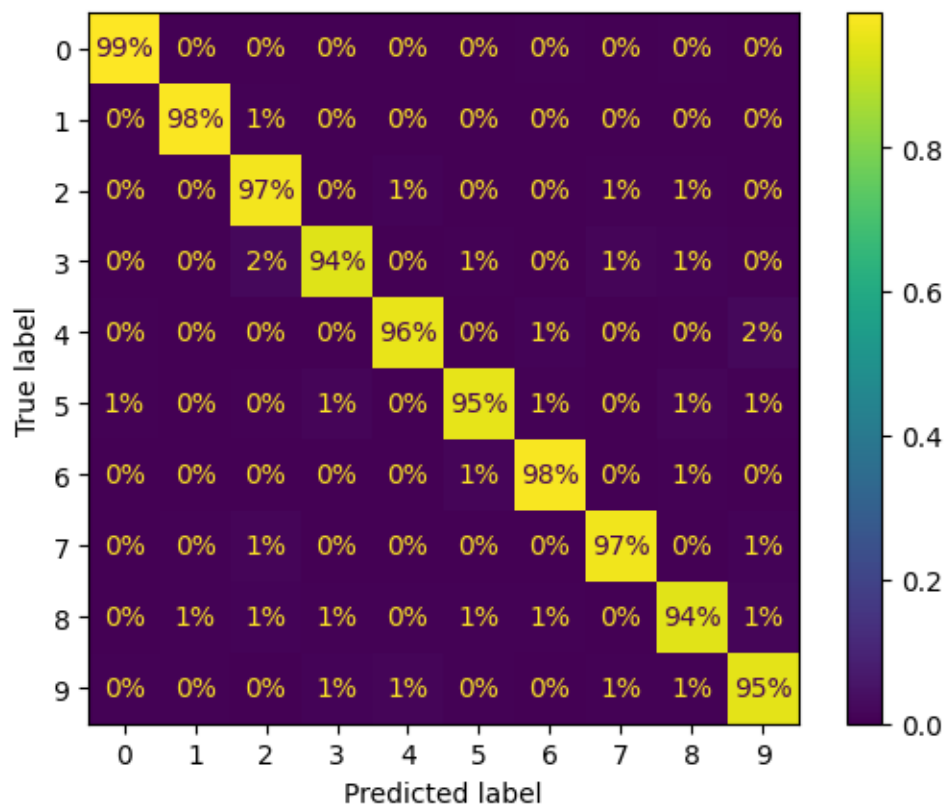 0 99% 0% 0% 0% 0% 0% 0% 0% 0% 0%
1 0% 98% 1% 0% 0% 0% 0% 0% 0% 0%
2 0% 0% 97% 0% 1% 0% 0% 1% 1% 0%
3 0% 0% 2% 94% 0% 1% 0% 1% 1% 0%
4 0% 0% 0% 0% 96% 0% 1% 0% 0% 2%
5 1% 0% 0% 1% 0% 95% 1% 0% 1% 1%
6 0% 0% 0% 0% 0% 1% 98% 0% 1% 0%
7 0% 0% 1% 0% 0% 0% 0% 97% 0% 1%
8 0% 1% 1% 1% 0% 1% 1% 0% 94% 1%
9 0% 0% 0% 1% 1% 0% 0% 1% 1% 95%
0 1 2 3 4 5 6 7 8 9
Predicted label
True label
0.8
0.6
0.4
0.2
0.0